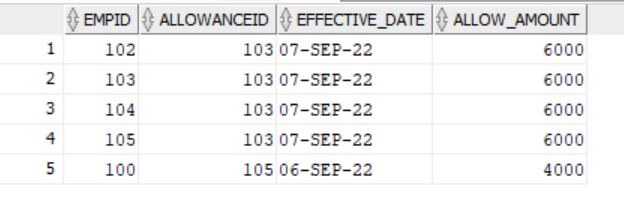 EMPID ALLOWANCEID EFFECTIVE_DATE ALLOW_AMOUNT
1 102 103 07-SEP-22 6000
2 103 103 07-SEP-22 6000
3 104 103 07-SEP-22 6000
4 105 103 07-SEP-22 6000
5 100 105 06-SEP-22 4000